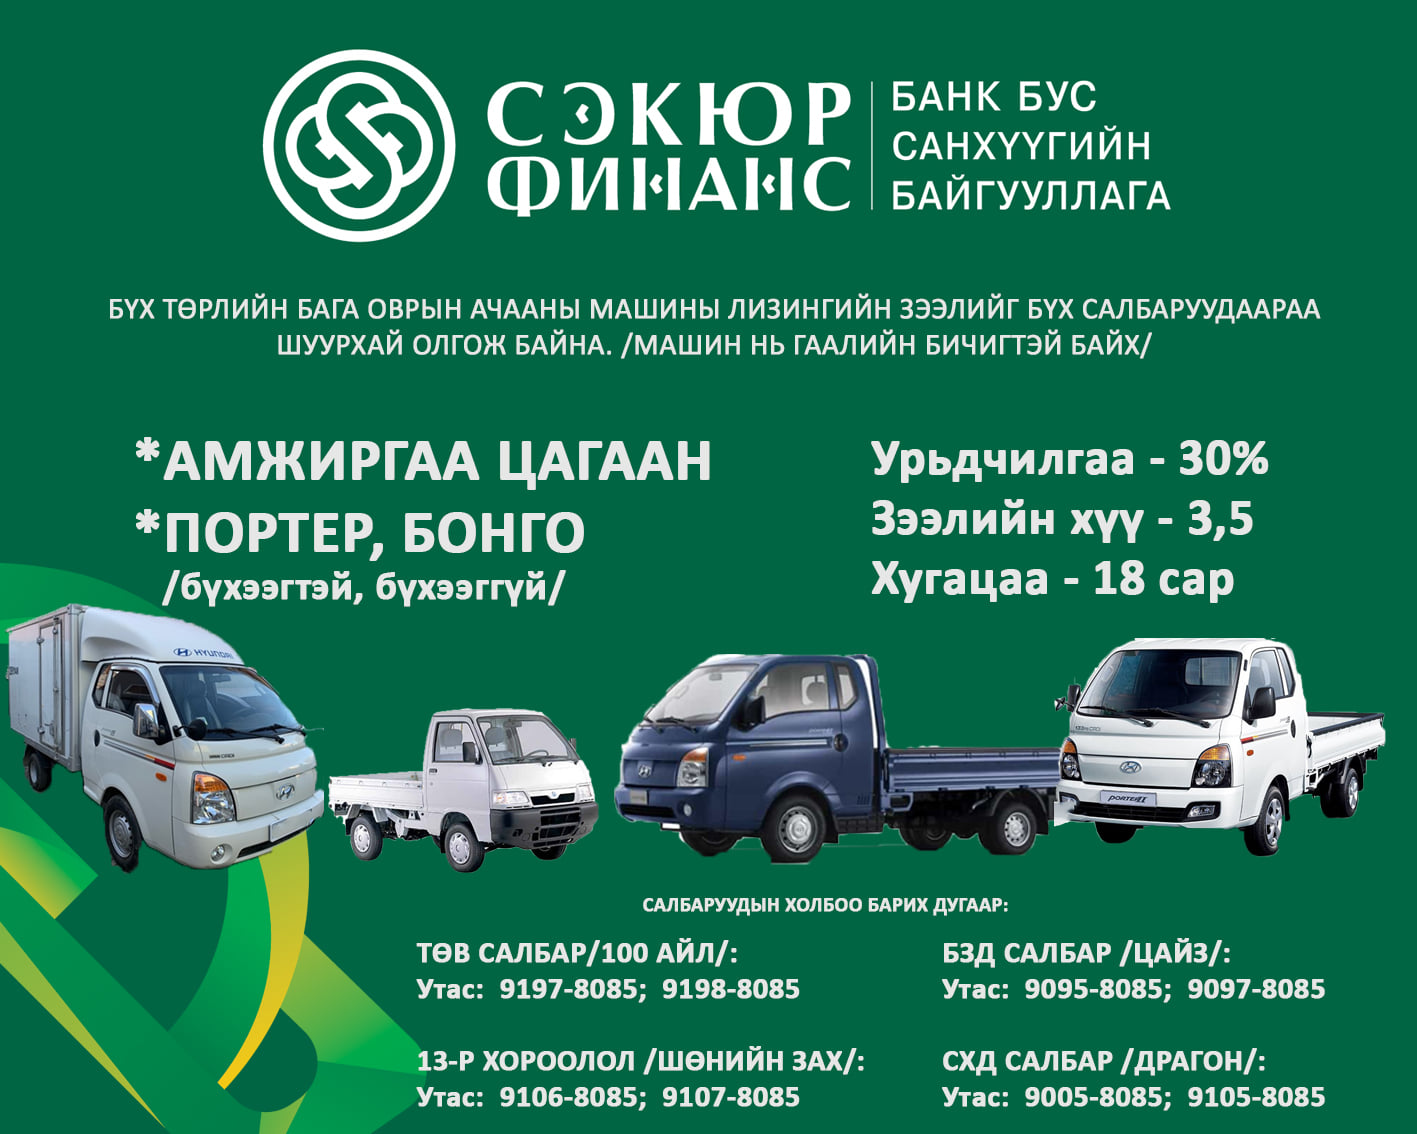 СЭКЮР
ФИНАНС
БАНК БУС
САНХҮҮГИЙН
БАЙГУУЛЛАГА
БҮХ ТӨРЛИЙН БАГА ОВРЫН АЧААНЫ МАШИНЫ ЛИЗИНГИЙН ЗЭЭЛИЙГ БҮХ САЛБАРУУДААРАА
ШУУРХАЙ ОЛГОЖ БАЙНА. /МАШИН НЬ ГААЛИЙН БИЧИГТЭЙ БАЙХ/
*АМЖИРГАА ЦАГААН
*ПОРТЕР, БОНГО
/бүхээгтэй, бүхээггүй/
Урьдчилгаа - 30%
Зээлийн хүү - 3,5
Хугацаа - 18 сар
HYUNDAI
PORTER II
САЛБАРУУДЫН ХОЛБОО БАРИХ ДУГААР:
ТӨВ САЛБАР/100 АЙЛ/:
Утас: 9197-8085; 9198-8085
БЗД САЛБАР /ЦАЙЗ/:
Утас: 9095-8085; 9097-8085
13-Р ХОРООЛОЛ /ШӨНИЙН ЗАХ/:
Утас: 9106-8085; 9107-8085
СХД САЛБАР /ДРАГОН/:
Утас: 9005-8085; 9105-8085